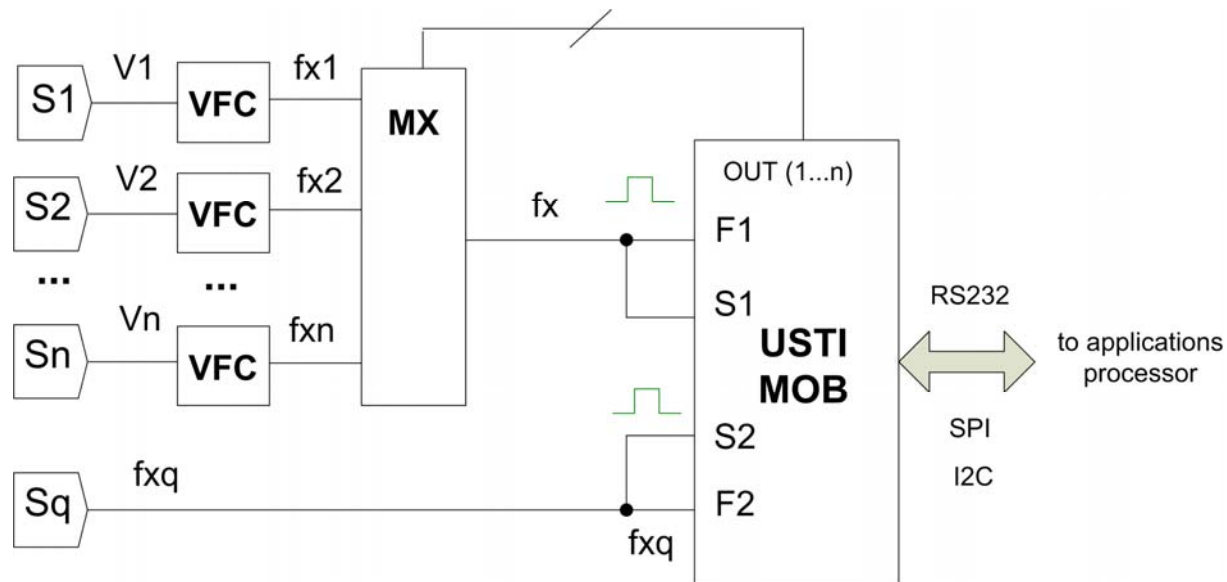 S1
V1
VFC
fx1
S2
V2
VFC
fx2
...
...
Sn
Vn
VFC
fxn
MX
fx
Sq
fxq
fxq
OUT (1...n)
F1
S1
USTI
MOB
S2
F2
RS232
SPI
I2C
to applications
processor